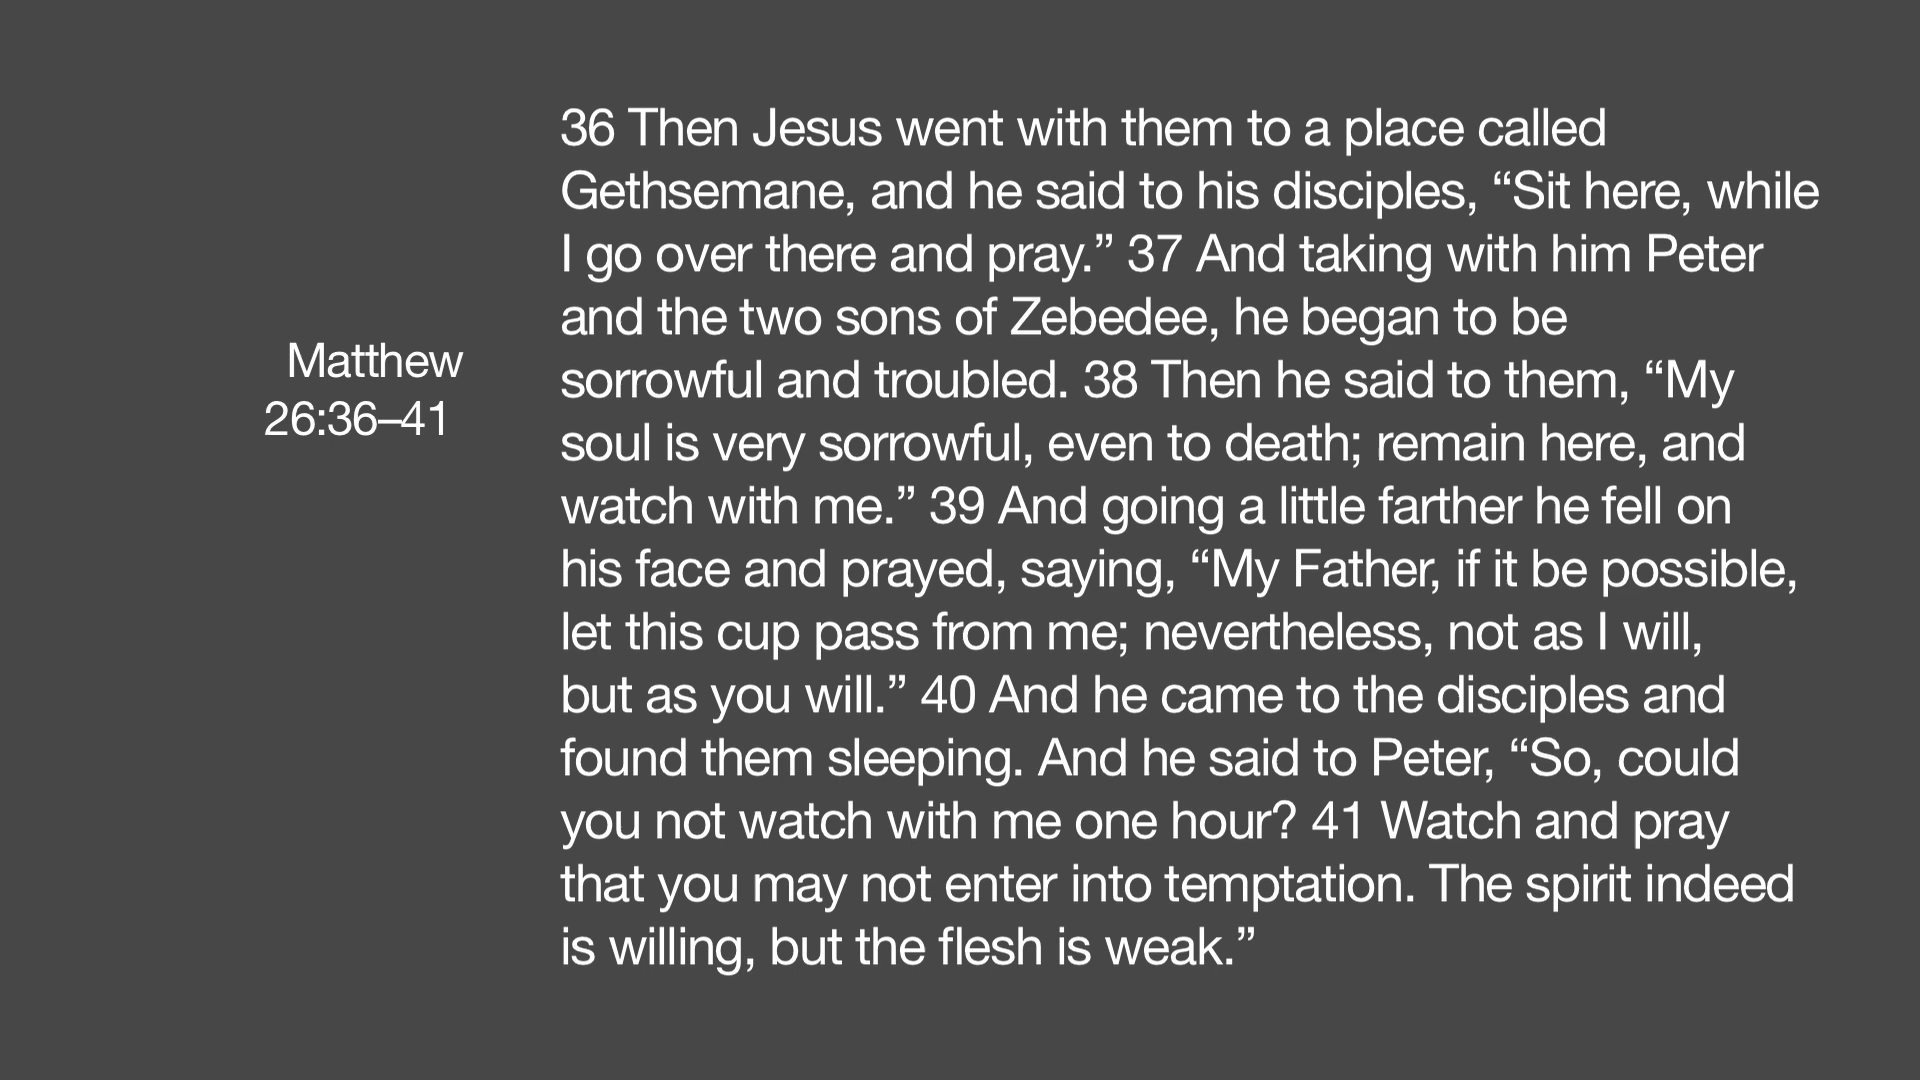 Matthew
26:36–41
36 Then Jesus went with them to a place called
Gethsemane, and he said to his disciples, “Sit here, while
I go over there and pray.” 37 And taking with him Peter
and the two sons of Zebedee, he began to be
sorrowful and troubled. 38 Then he said to them, “My
soul is very sorrowful, even to death; remain here, and
watch with me.” 39 And going a little farther he fell on
his face and prayed, saying, “My Father, if it be possible,
let this cup pass from me; nevertheless, not as I will,
but as you will.” 40 And he came to the disciples and
found them sleeping. And he said to Peter, “So, could
you not watch with me one hour? 41 Watch and pray
that you may not enter into temptation. The spirit indeed
is willing, but the flesh is weak.”